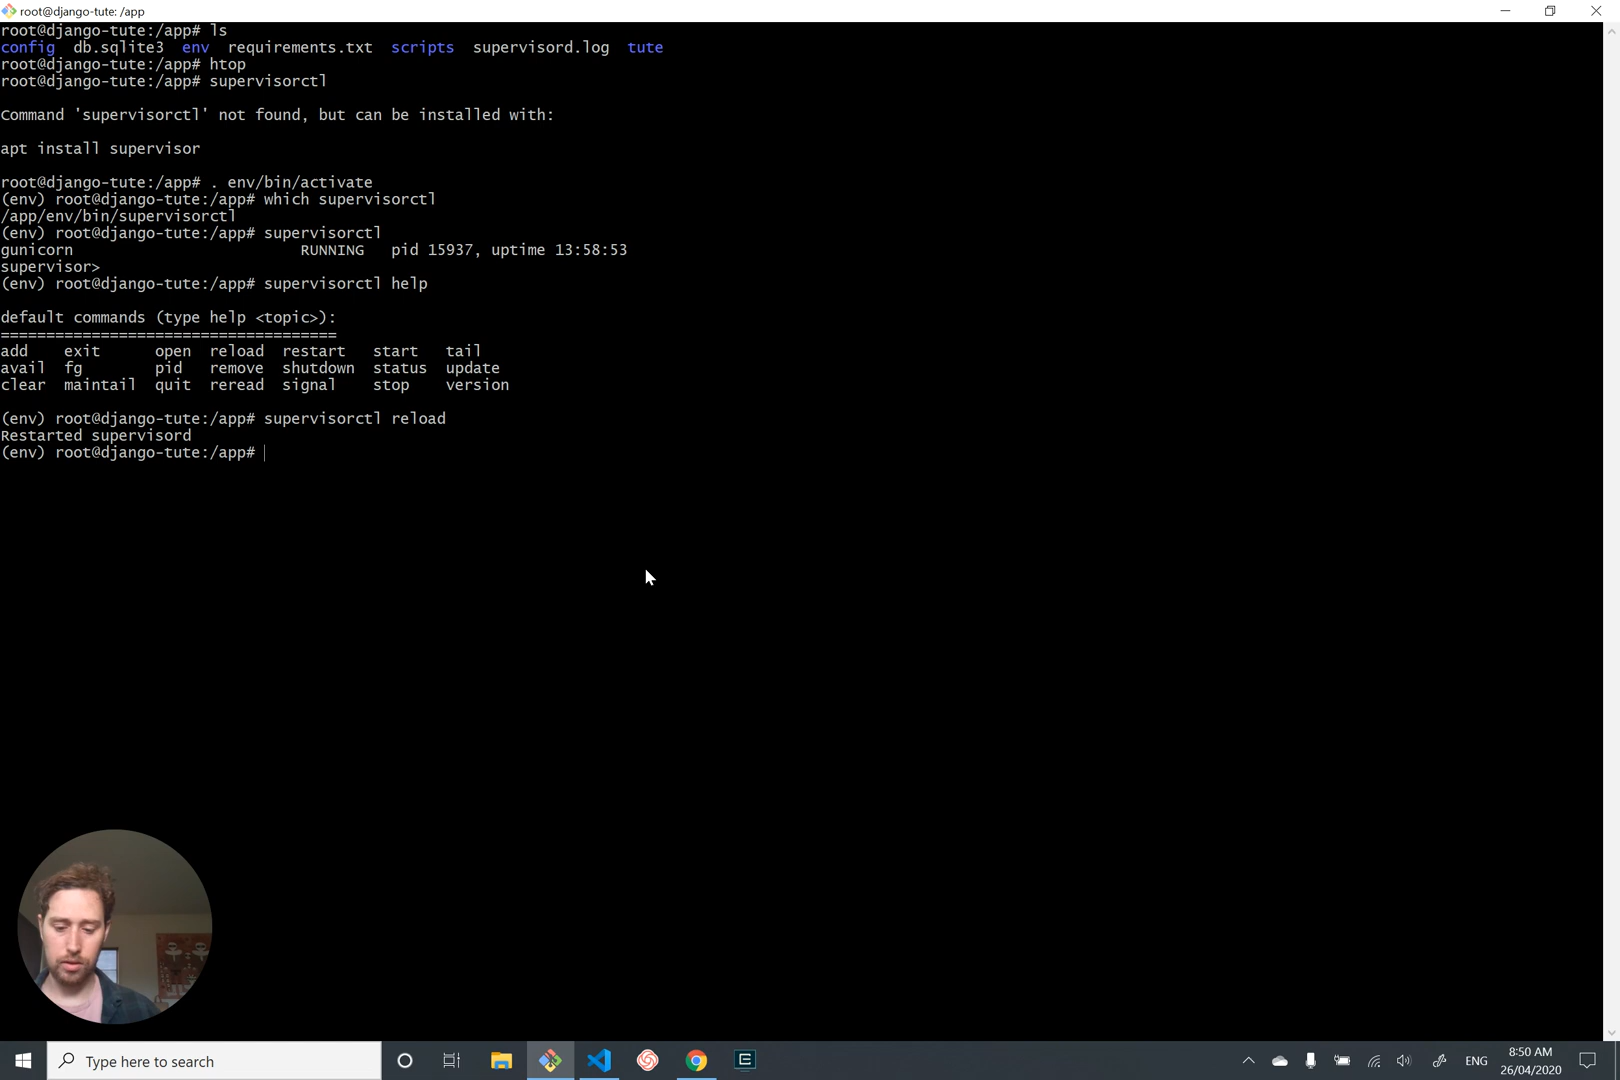 root@django-tute: /app
root@django-tute:/app# ls
config  db.sqlite3  env  requirements.txt  scripts  supervisord.log  tute
root@django-tute:/app# htop
root@django-tute:/app# supervisorctl
Command 'supervisorctl' not found, but can be installed with:
apt install supervisor
root@django-tute:/app# . env/bin/activate
(env) root@django-tute:/app# which supervisorctl
/app/env/bin/supervisorctl
(env) root@django-tute:/app# supervisorctl
gunicorn                         RUNNING   pid 15937, uptime 13:58:53
supervisor>
(env) root@django-tute:/app# supervisorctl help
default commands (type help <topic>):
=====================================
add    exit      open  reload  restart   start   tail
avail  fg        pid   remove  shutdown  status  update
clear  maintail  quit  reread  signal    stop    version
(env) root@django-tute:/app# supervisorctl reload
Restarted supervisord
(env) root@django-tute:/app#
Type here to search
ENG
8:50 AM
26/04/2020